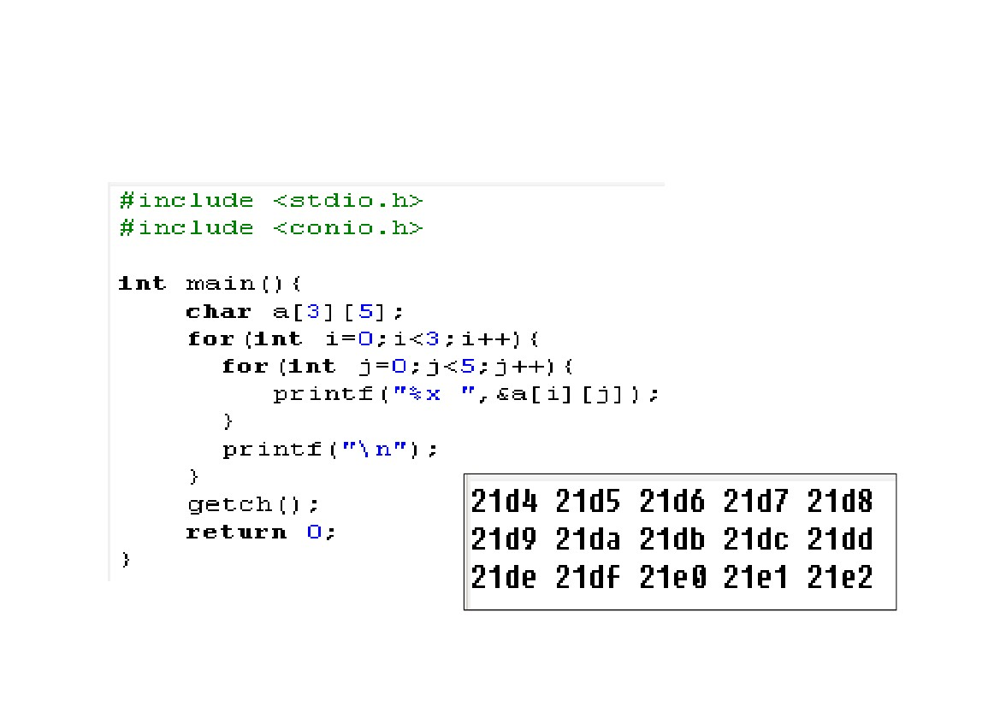 #include <stdio.h>
#include <conio.h>
int main(){
char a[3][5];
for(int i=0;i<3;i++){
for(int j=0;j<5;j++){
printf("%x ",&a[i][j]);
}
printf("\n");
}
getch();
return 0;
}
21d4 21d5 21d6 21d7 21d8
21d9 21da 21db 21dc 21dd
21de 21df 21e0 21e1 21e2